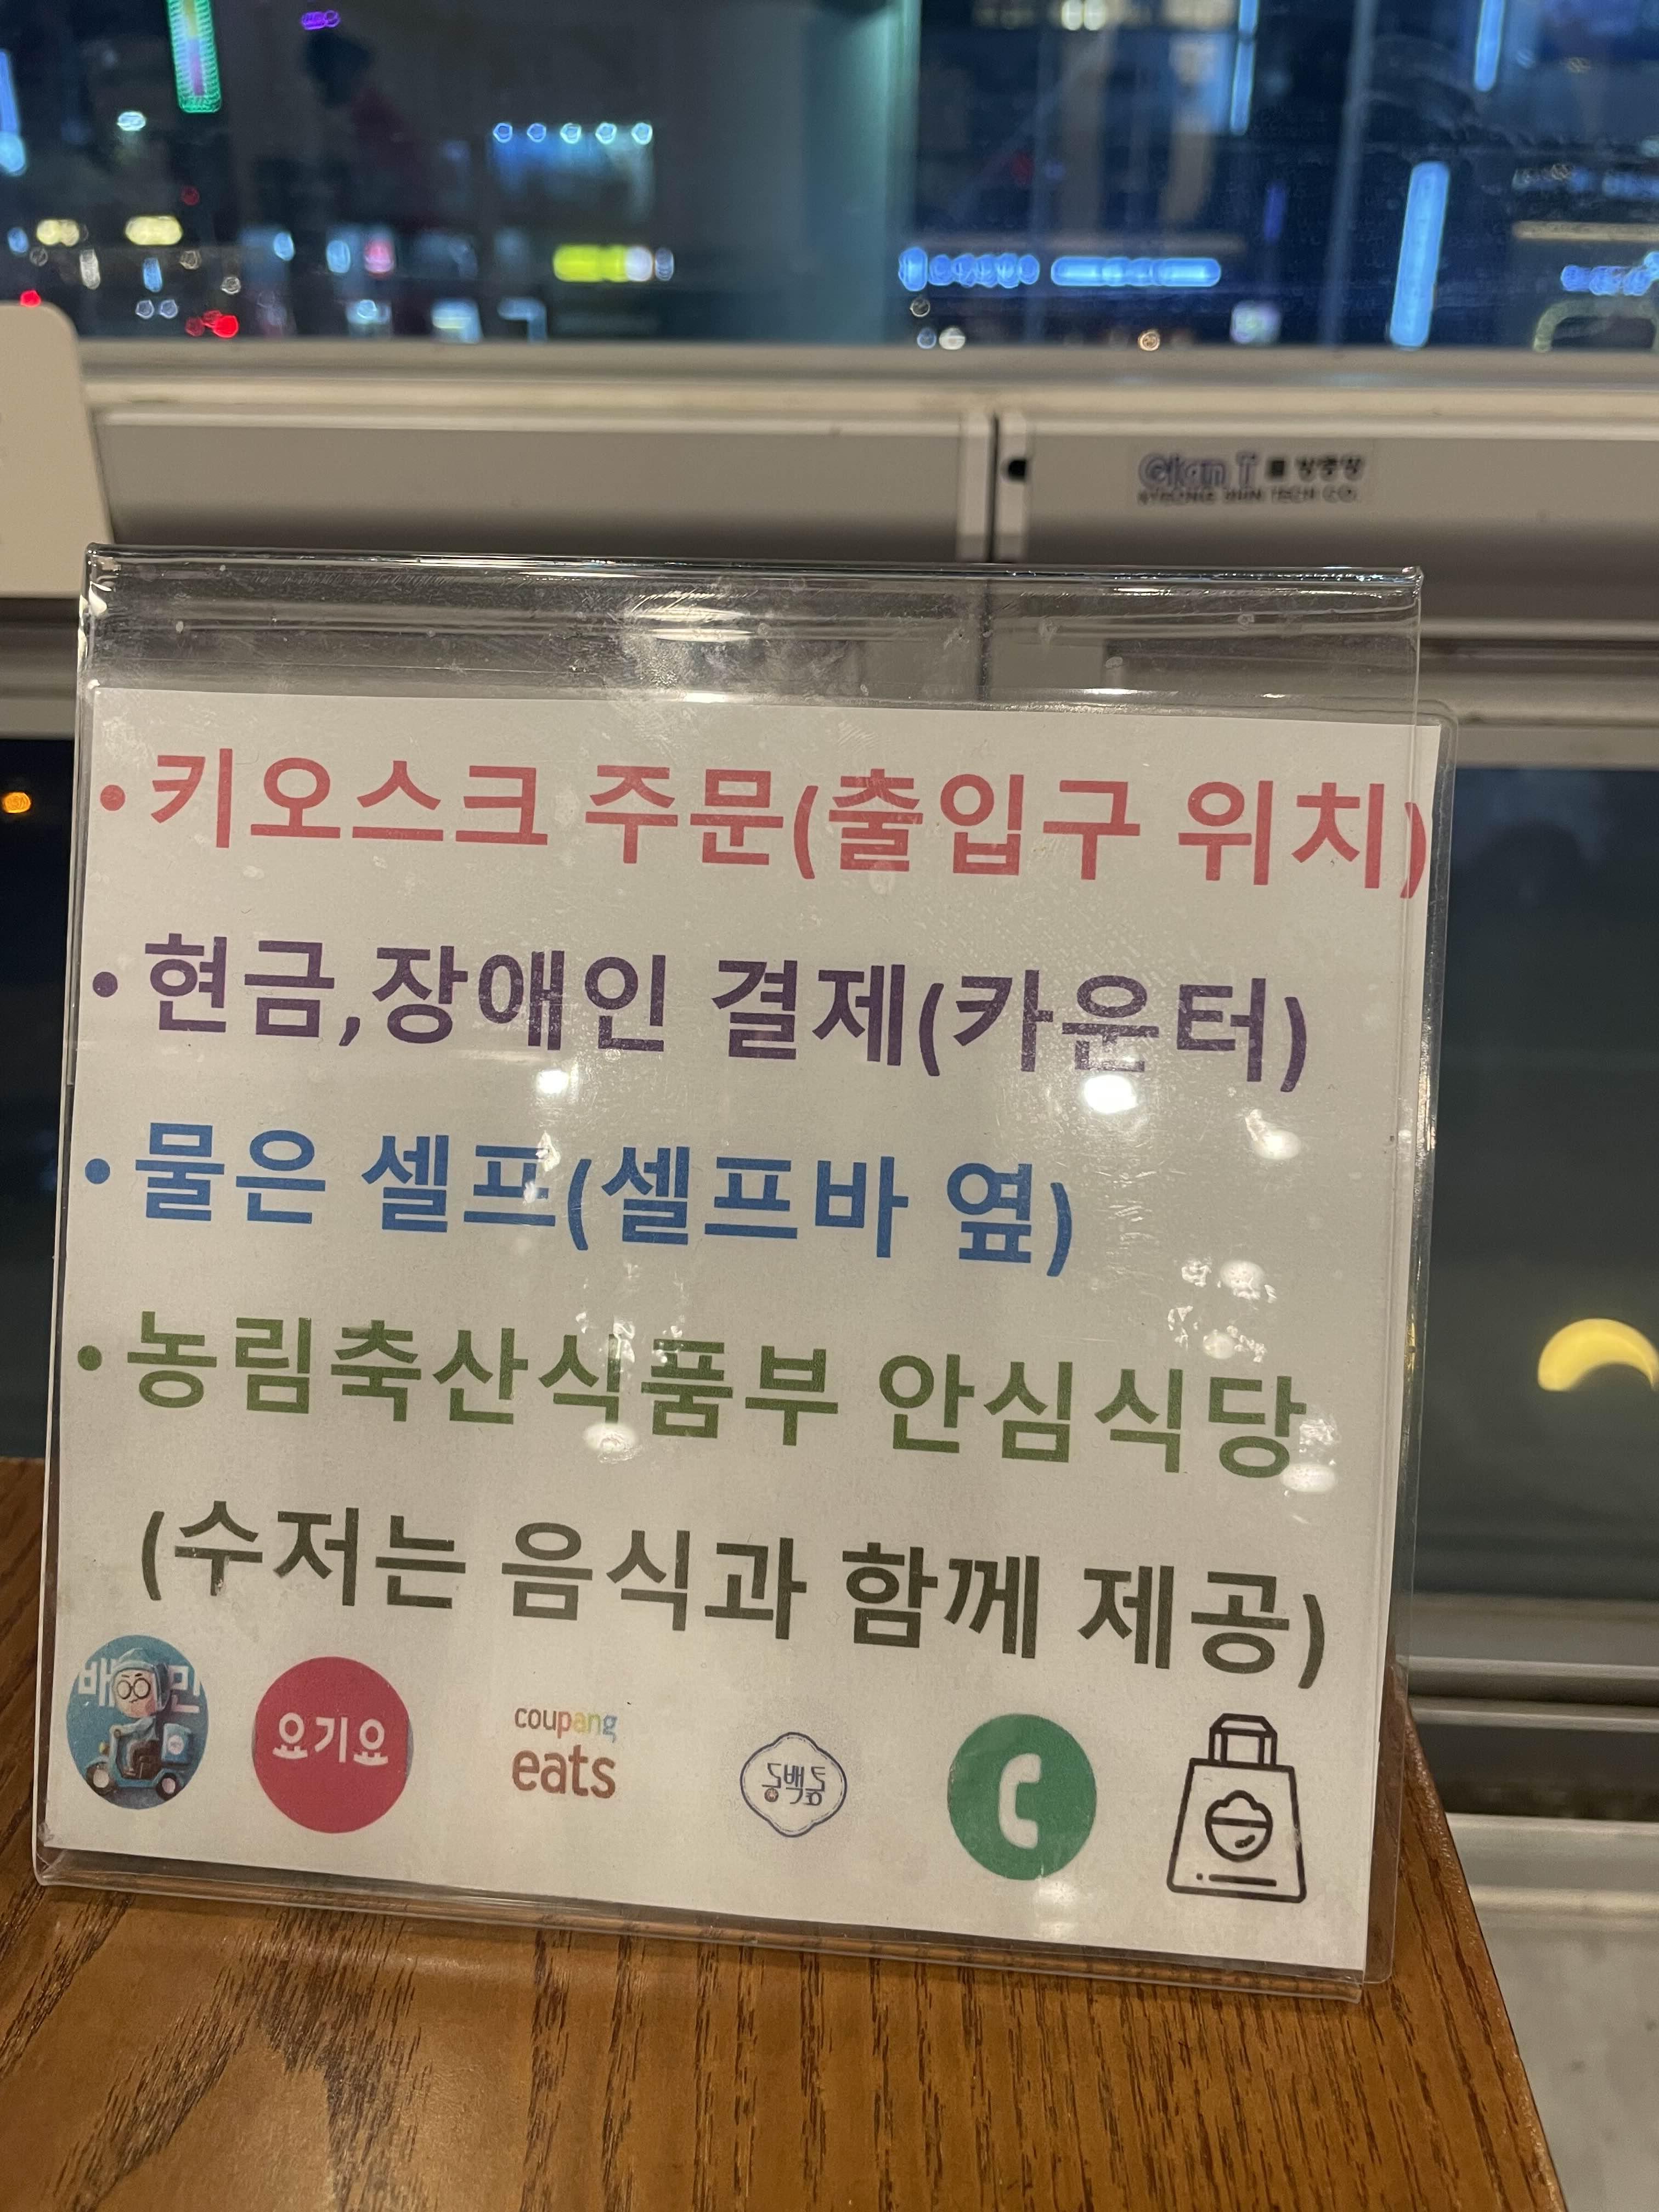 • 키오스크 주문(출입구 위치)
• 현금,장애인 결제(카운터)
• 물은 셀프(셀프바 옆)
• 농림축산식품부 안심식당
(수저는 음식과 함께 제공)
배민
요기요
coupang
eats
동백통